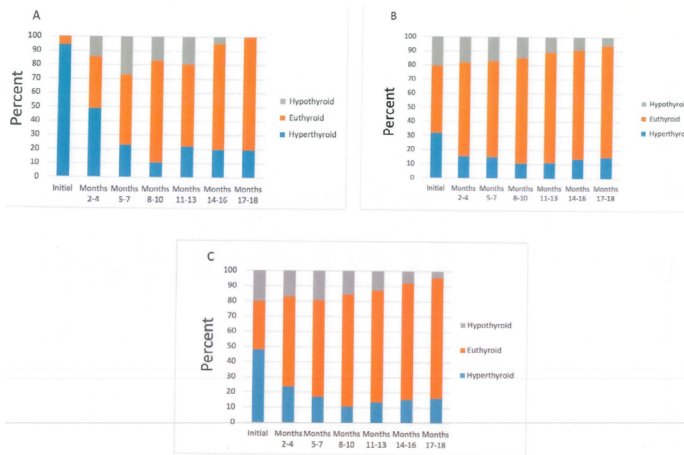 A
100
90
80
70
60
50
40
30
20
10
0
Percent
Hypothyroid
Euthyroid
Hyperthyroid
Initial Months Months Months Months Months Months
2-4 5-7 8-10 11-13 14-16 17-18
B
100
90
80
70
60
50
40
30
20
10
0
Percent
Hypothyroid
Euthyroid
Hyperthyroid
Initial Months Months Months Months Months Months
2-4 5-7 8-10 11-13 14-16 17-18
C
100
90
80
70
60
50
40
30
20
10
0
Percent
Hypothyroid
Euthyroid
Hyperthyroid
Initial Months Months Months Months Months Months
2-4 5-7 8-10 11-13 14-16 17-18